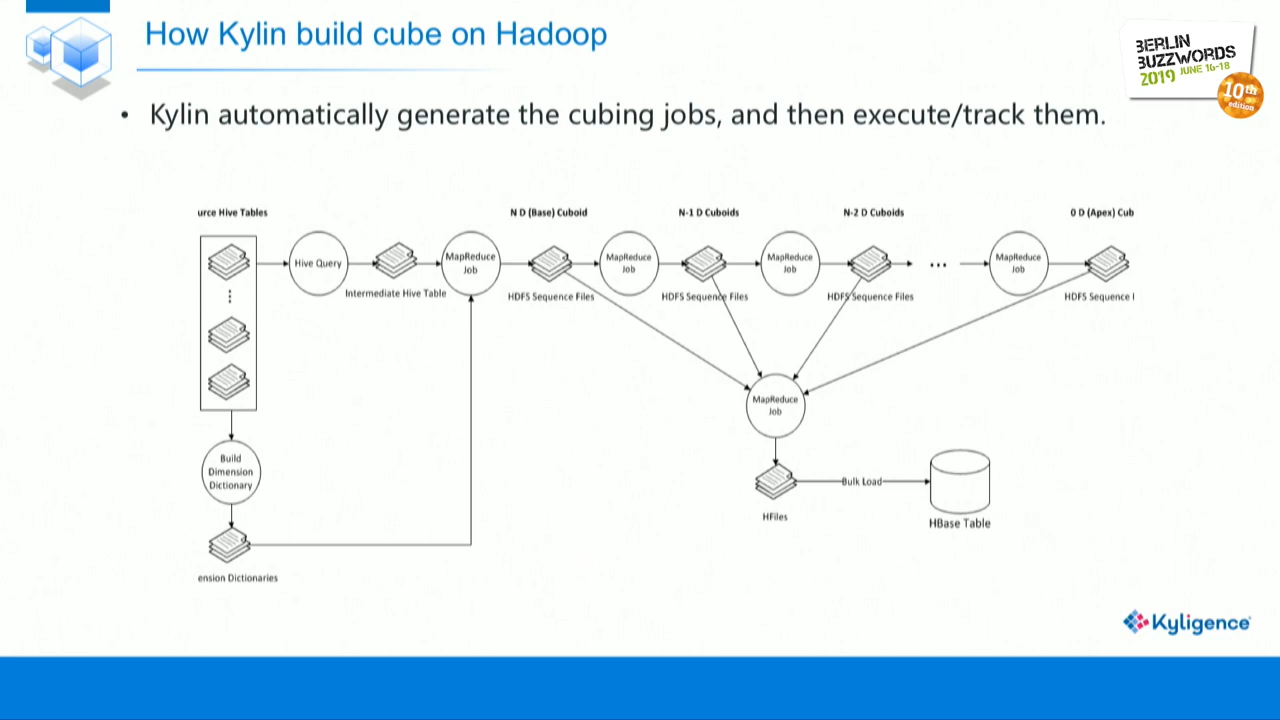 How Kylin build cube on Hadoop
BERLIN
BUZZWORDS
2019 JUNE 16-18
10th
edition
• Kylin automatically generate the cubing jobs, and then execute/track them.
urce Hive Tables
N D (Base) Cuboid
N-1 D Cuboids
N-2 D Cuboids
0 D (Apex) Cub
Hive Query
MapReduce
Job
MapReduce
Job
MapReduce
Job
...
MapReduce
Job
Intermediate Hive Table
HDFS Sequence Files
HDFS Sequence Files
HDFS Sequence Files
HDFS Sequence
MapReduce
Job
Build
Dimension
Dictionary
Bulk Load
HFiles
HBase Table
ension Dictionaries
Kyligence